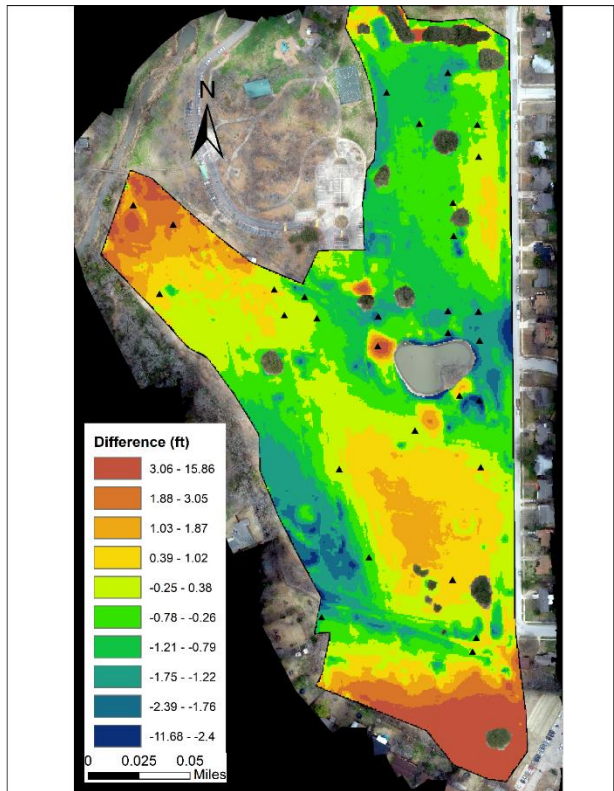 N
Difference (ft)
3.06 - 15.86
1.88 - 3.05
1.03 - 1.87
0.39 - 1.02
-0.25 - 0.38
-0.78 - -0.26
-1.21 - -0.79
-1.75 - -1.22
-2.39 - -1.76
-11.68 - -2.4
0 0.025 0.05
Miles